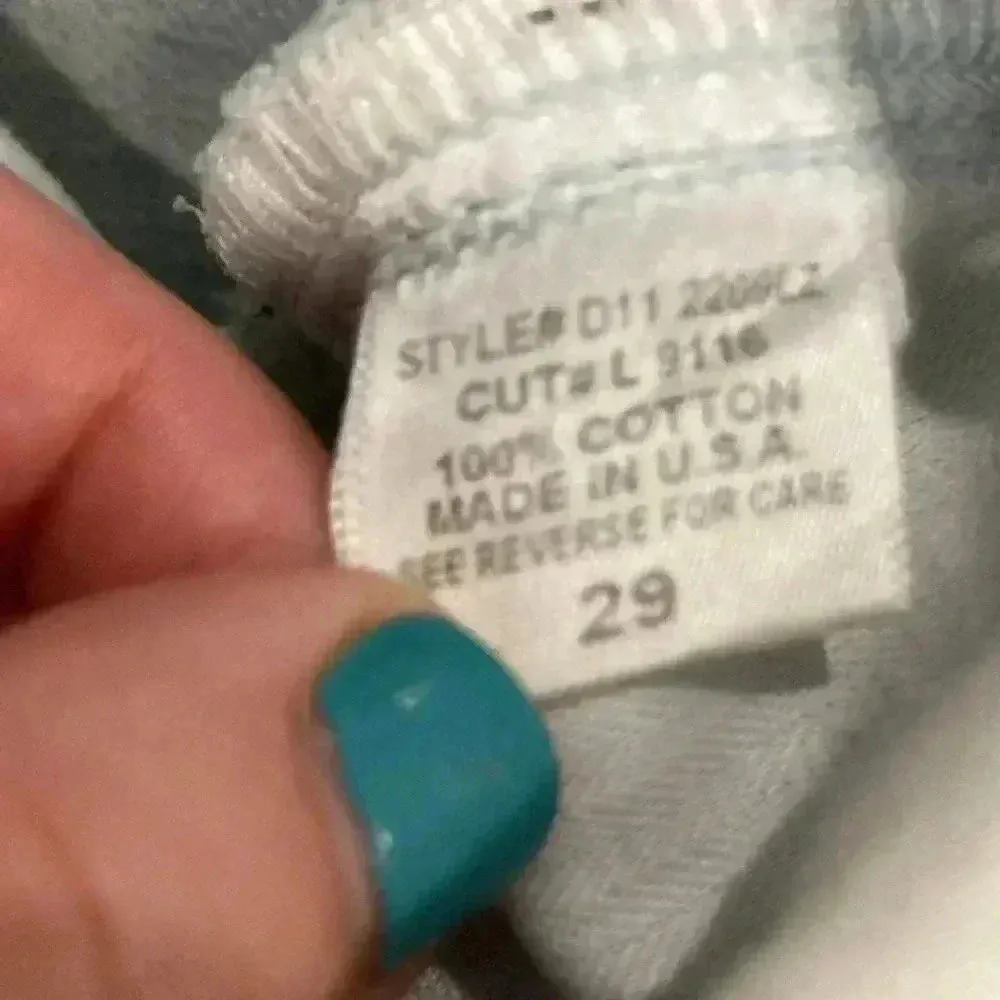 STYLE# D11
CUT# L 9116
100% COTTON
MADE IN U.S.A.
SEE REVERSE FOR CARE
29